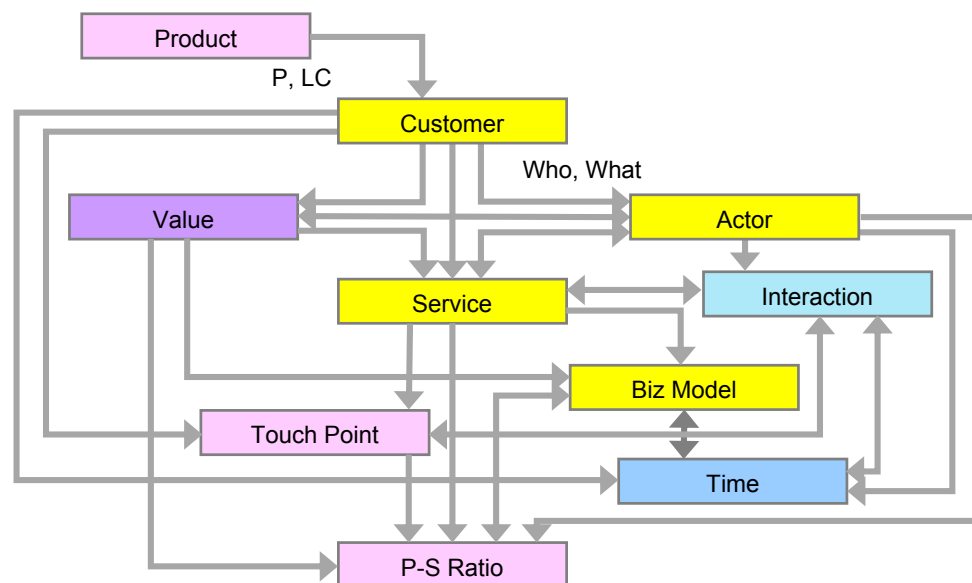 Product
P, LC
Customer
Who, What
Value
Actor
Service
Interaction
Biz Model
Touch Point
Time
P-S Ratio